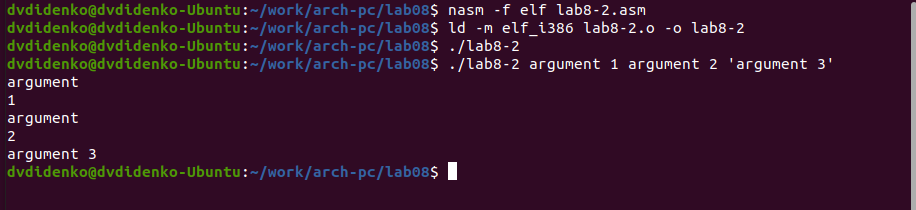 dvdidenko@dvdidenko-Ubuntu:~/work/arch-pc/lab08$ nasm -f elf lab8-2.asm
dvdidenko@dvdidenko-Ubuntu:~/work/arch-pc/lab08$ ld -m elf_i386 lab8-2.o -o lab8-2
dvdidenko@dvdidenko-Ubuntu:~/work/arch-pc/lab08$ ./lab8-2
dvdidenko@dvdidenko-Ubuntu:~/work/arch-pc/lab08$ ./lab8-2 argument 1 argument 2 'argument 3'
argument
1
argument
2
argument 3
dvdidenko@dvdidenko-Ubuntu:~/work/arch-pc/lab08$